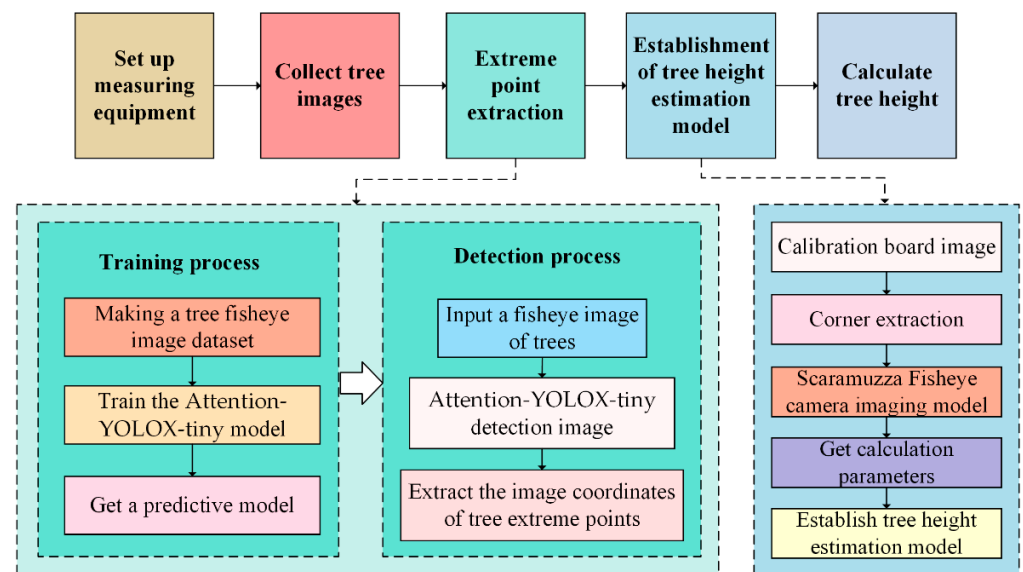 Set up
measuring
equipment
Collect tree
images
Extreme
point
extraction
Establishment
of tree height
estimation
model
Calculate
tree height
Training process
Making a tree fisheye
image dataset
Train the Attention-
YOLOX-tiny model
Get a predictive model
Detection process
Input a fisheye image
of trees
Attention-YOLOX-tiny
detection image
Extract the image coordinates
of tree extreme points
Calibration board image
Corner extraction
Scaramuzza Fisheye
camera imaging model
Get calculation
parameters
Establish tree height
estimation model